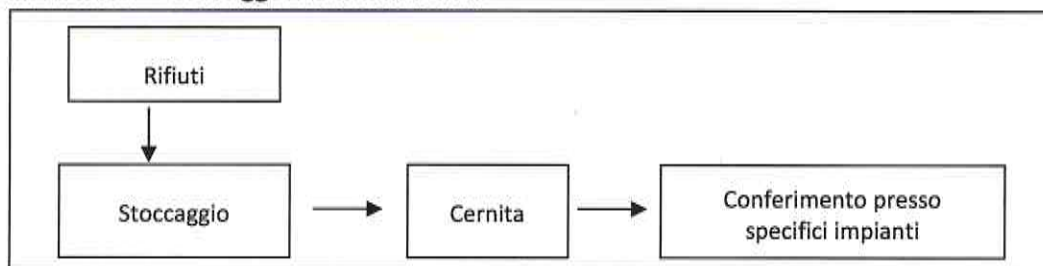 Rifiuti
Stoccaggio
Cernita
Conferimento presso
specifici impianti